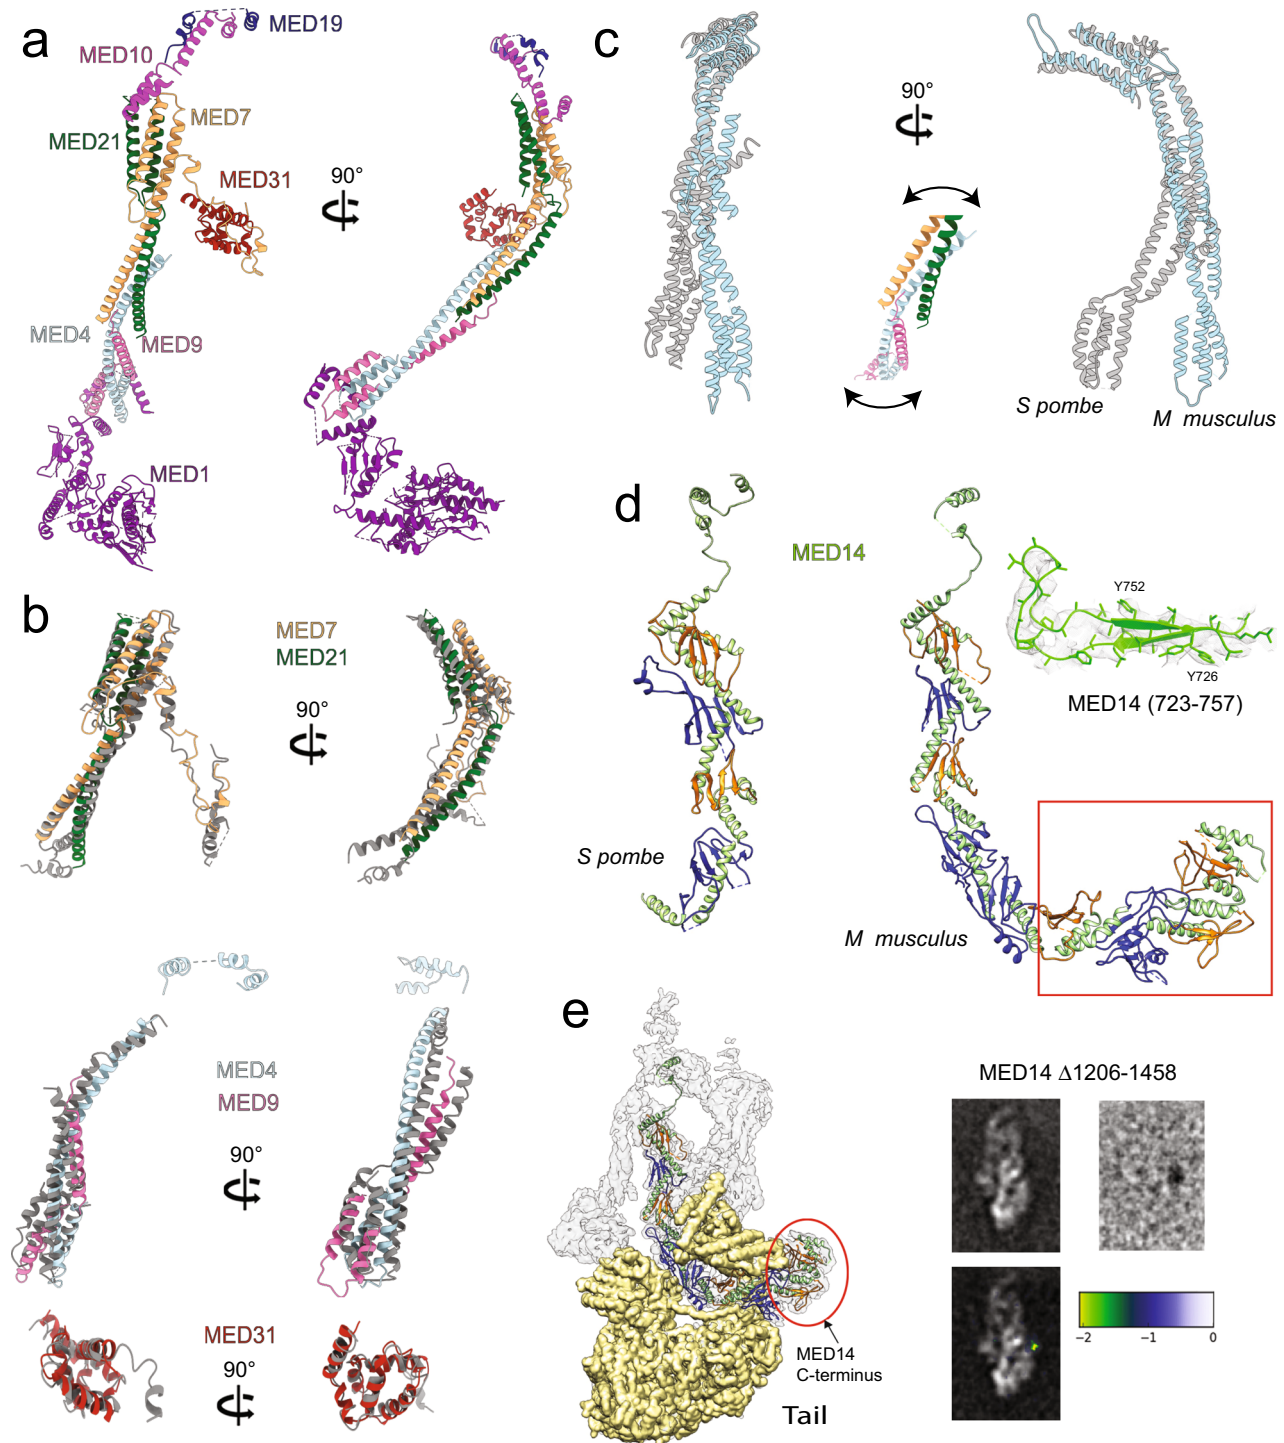 a
MED19
MED10
MED7
MED21
MED31
90°
MED4
MED9
MED1
b
MED7
MED21
90°
MED4
MED9
90°
MED31
90°
c
90°
S pombe
M musculus
d
MED14
Y752
Y726
MED14 (723-757)
S pombe
M musculus
e
MED14
C-terminus
Tail
MED14 Δ1206-1458
−2
−1
0